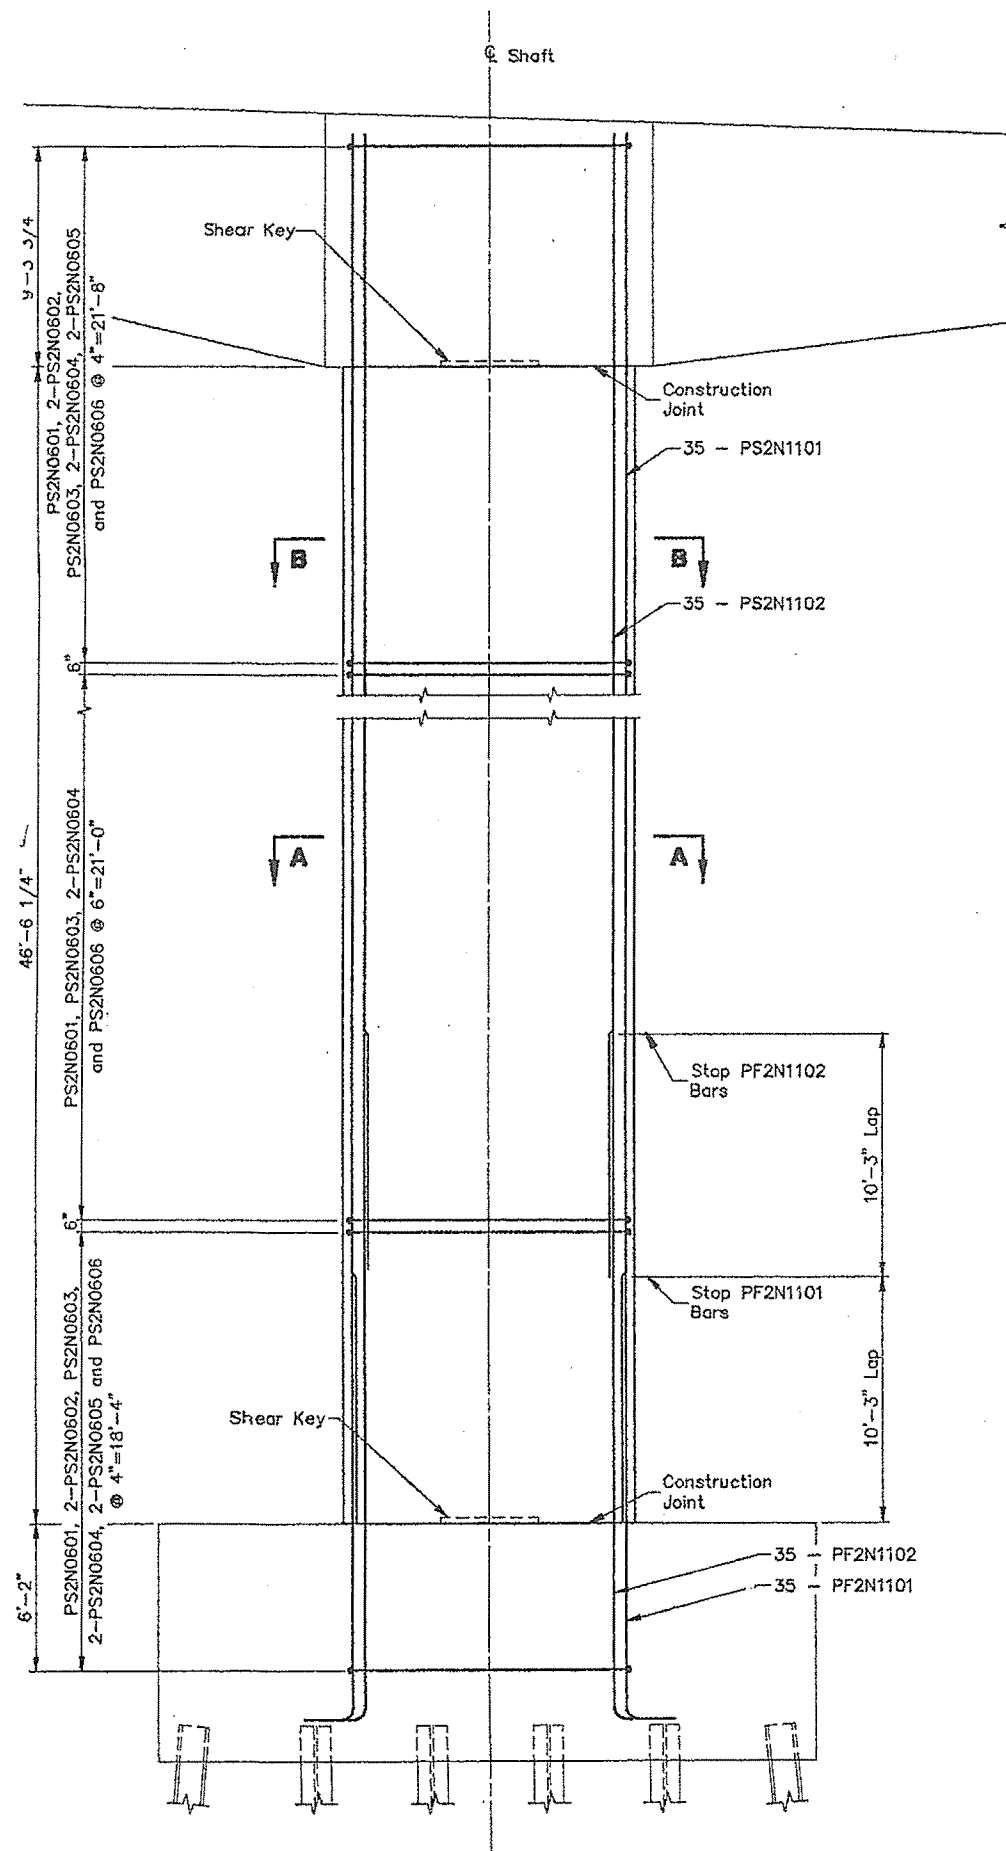 ℄ Shaft
9-3 3/4
PS2N0601, 2-PS2N0602,
PS2N0603, 2-PS2N0604, 2-PS2N0605
and PS2N0606 @ 4"=21'-8"
Shear Key
Construction
Joint
35 - PS2N1101
B
B
35 - PS2N1102
6"
46'-6 1/4"
PS2N0601, PS2N0603, 2-PS2N0604
and PS2N0606 @ 6"=21'-0"
A
A
Stop PF2N1102
Bars
10'-3" Lap
6"
Stop PF2N1101
Bars
10'-3" Lap
PS2N0601, 2-PS2N0602, PS2N0603,
2-PS2N0604, 2-PS2N0605 and PS2N0606
@ 4"=18'-4"
Shear Key
Construction
Joint
6'-2"
35 - PF2N1102
35 - PF2N1101